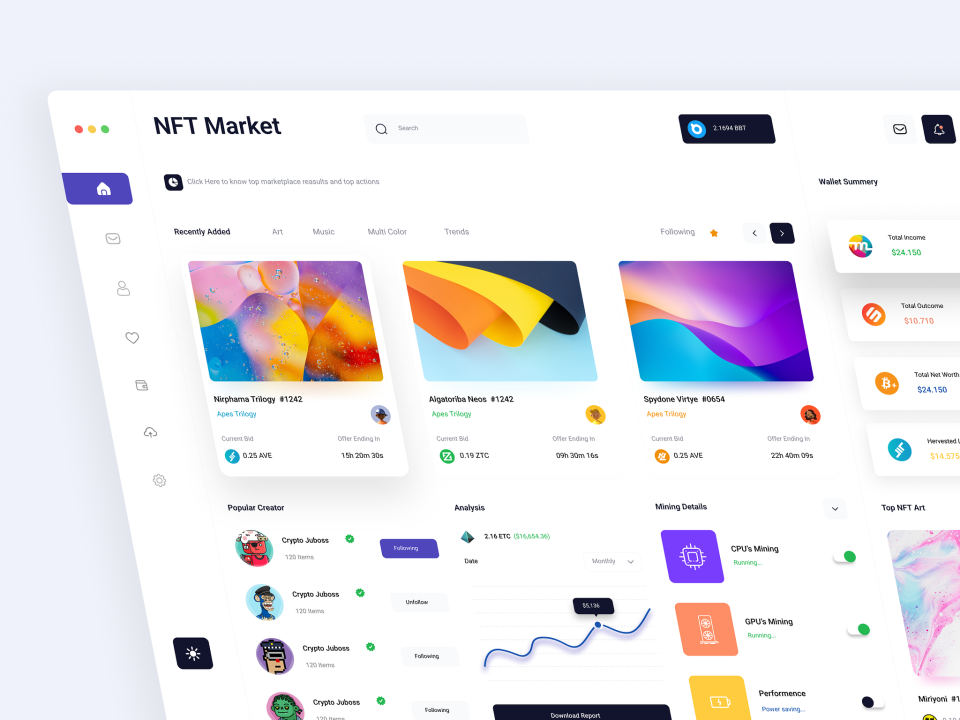 NFT Market
Search
2.1694 BBT
Click Here to know top marketplace reasults and top actions
Wallet Summery
Recently Added
Art
Music
Multi Color
Trends
Following
Total Income
$24.150
Total Outcome
$10.710
Total Net Worth
$24.150
Hervested
$14.575
Nirphama Trilogy #1242
Apes Trilogy
Current Bid
Offer Ending In
0.25 AVE
15h 20m 30s
Algatoriba Neos #1242
Apes Trilogy
Current Bid
Offer Ending In
0.19 ZTC
09h 30m 16s
Spydone Virtye #0654
Apes Trilogy
Current Bid
Offer Ending In
0.25 AVE
22h 40m 09s
Popular Creator
Crypto Juboss
120 Items
Following
Crypto Juboss
120 Items
Unfollow
Crypto Juboss
120 Items
Following
Crypto Juboss
120 Items
Following
Analysis
2.16 ETC ($16,654.36)
Date
Monthly
$5,136
Download Report
Mining Details
CPU's Mining
Running...
GPU's Mining
Running...
Performence
Power saving...
Top NFT Art
Miriyoni